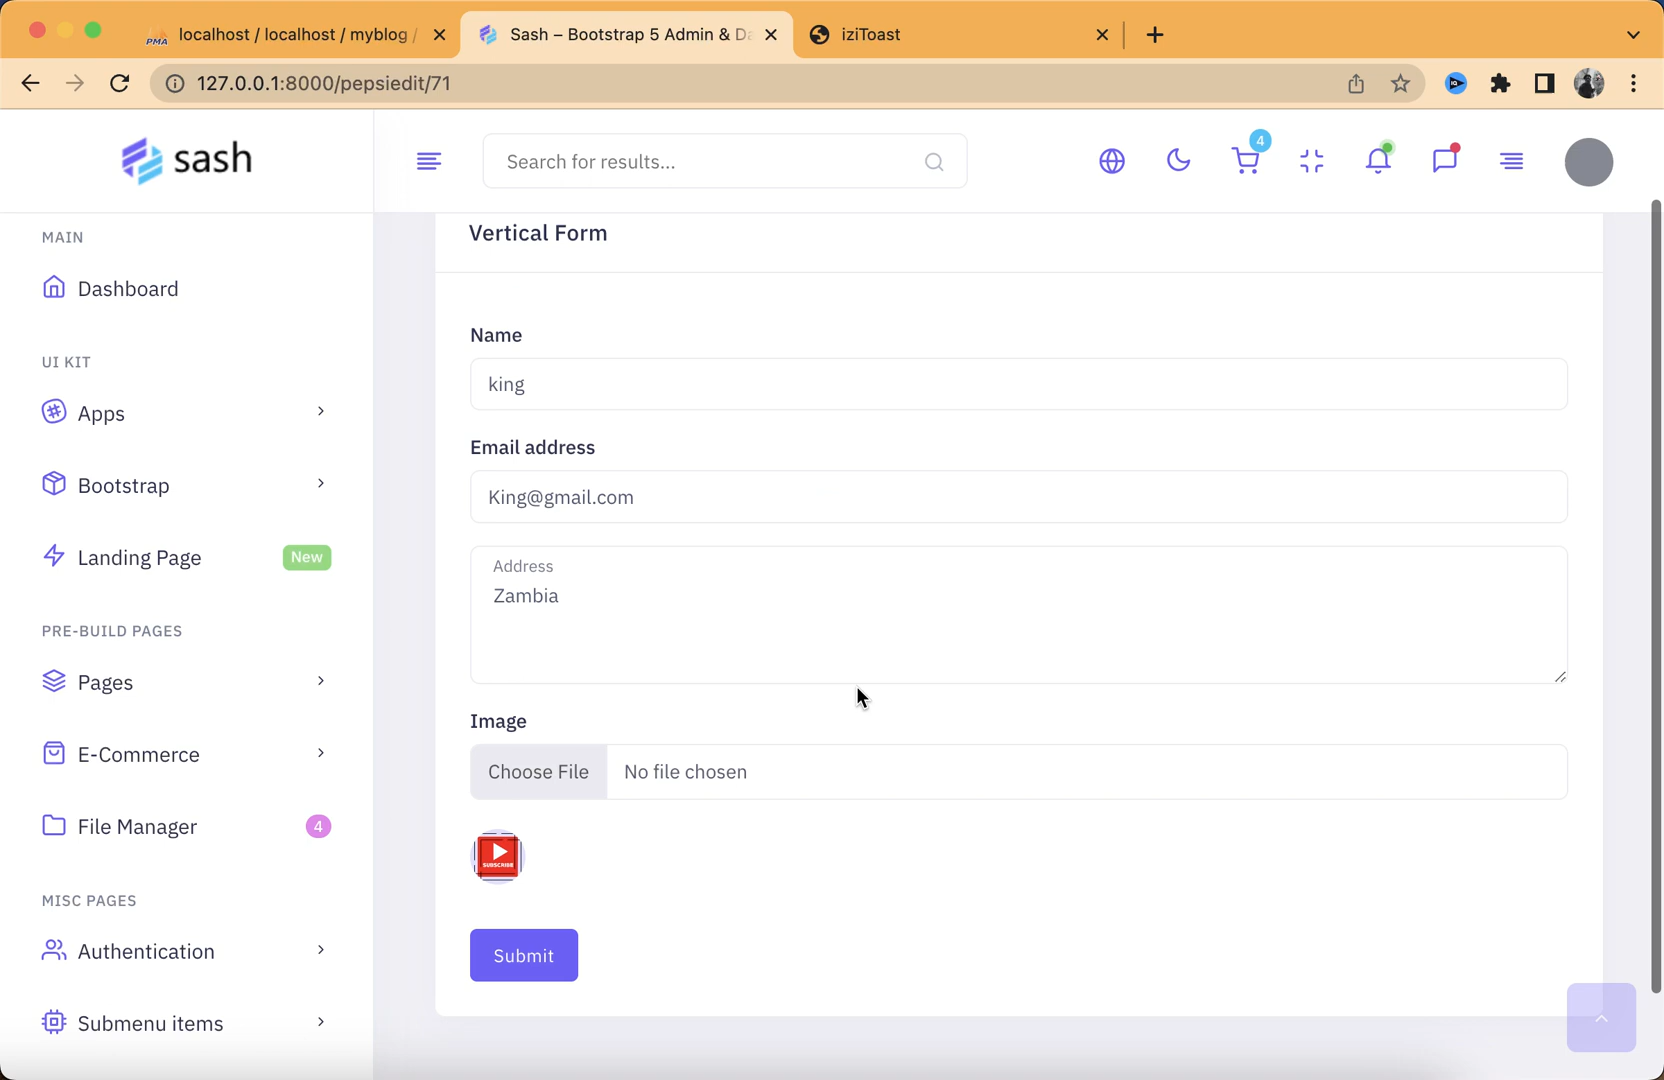 PMA localhost / localhost / myblog /
Sash – Bootstrap 5 Admin & Da
iziToast
127.0.0.1:8000/pepsiedit/71
sash
Search for results...
4
MAIN
Dashboard
UI KIT
Apps
Bootstrap
Landing Page New
PRE-BUILD PAGES
Pages
E-Commerce
File Manager 4
MISC PAGES
Authentication
Submenu items
Vertical Form
Name
king
Email address
King@gmail.com
Address
Zambia
Image
Choose File No file chosen
SUBSCRIBE
Submit